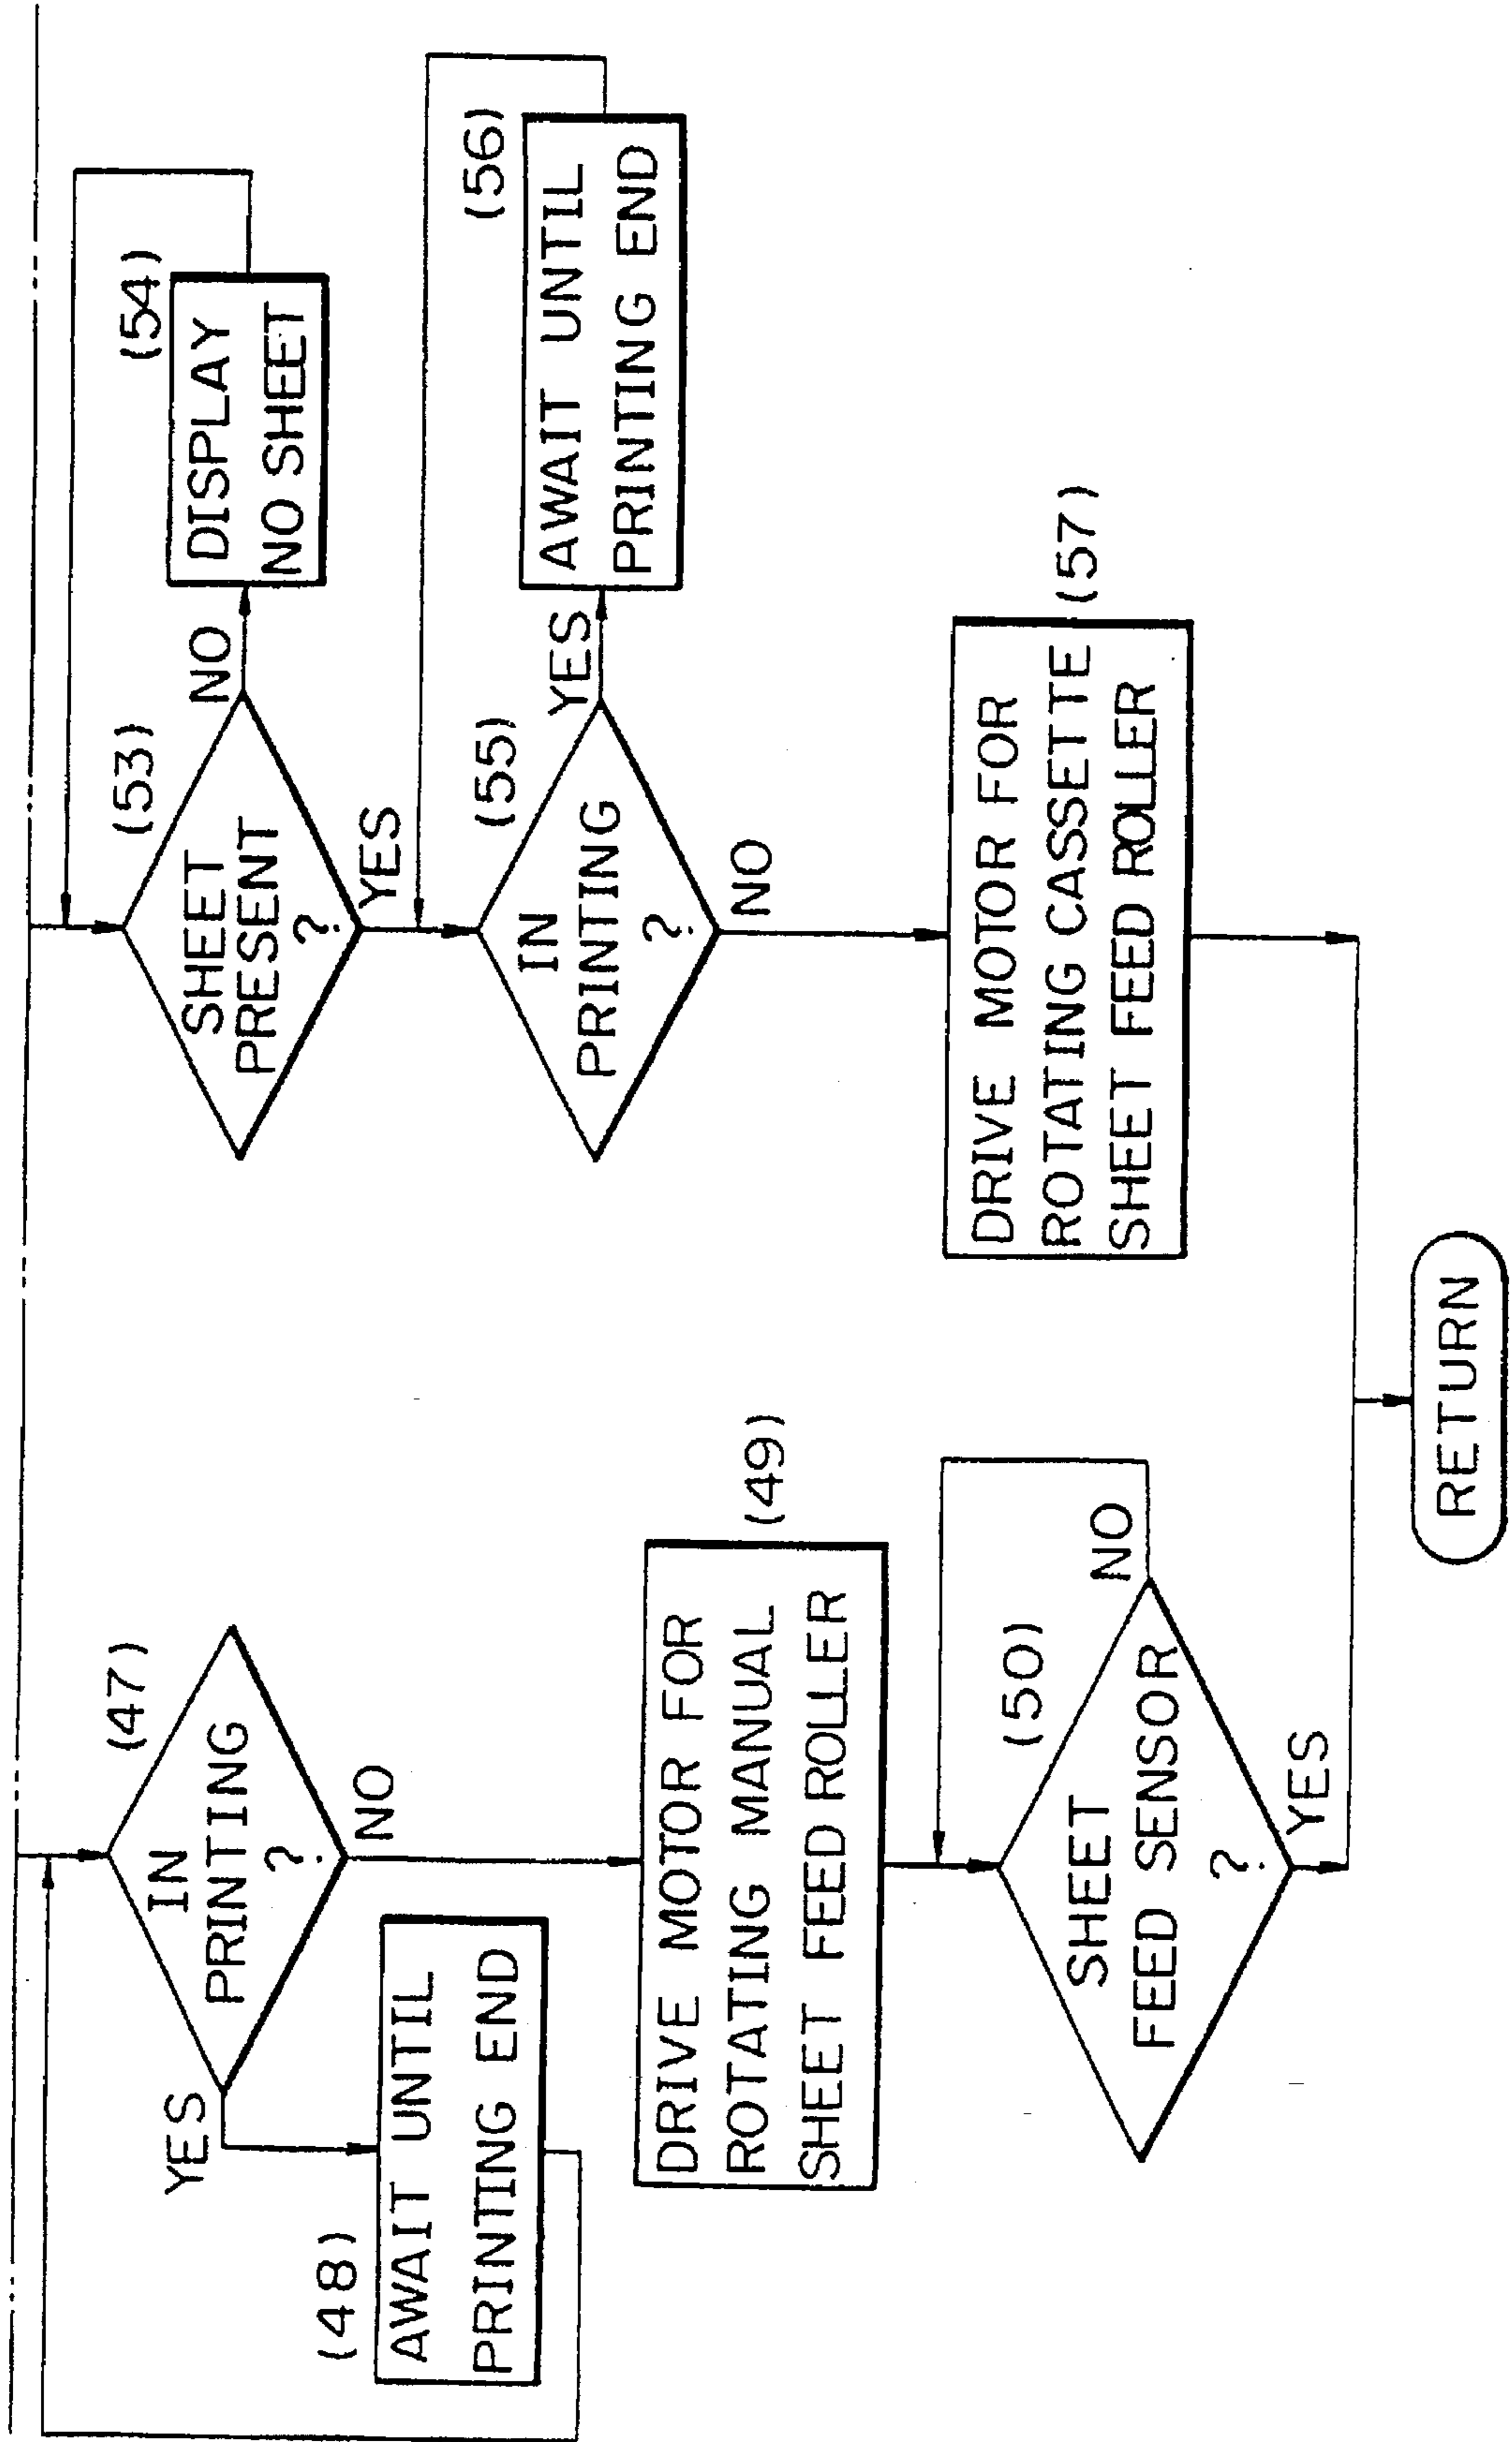 (47)
IN
PRINTING
?
YES
NO
(48)
AWAIT UNTIL
PRINTING END
(49)
DRIVE MOTOR FOR
ROTATING MANUAL
SHEET FEED ROLLER
(50)
SHEET
FEED SENSOR
?
NO
YES
(53)
SHEET
PRESENT
?
NO
YES
(54)
DISPLAY
NO SHEET
(55)
IN
PRINTING
?
YES
NO
(56)
AWAIT UNTIL
PRINTING END
(57)
DRIVE MOTOR FOR
ROTATING CASSETTE
SHEET FEED ROLLER
RETURN